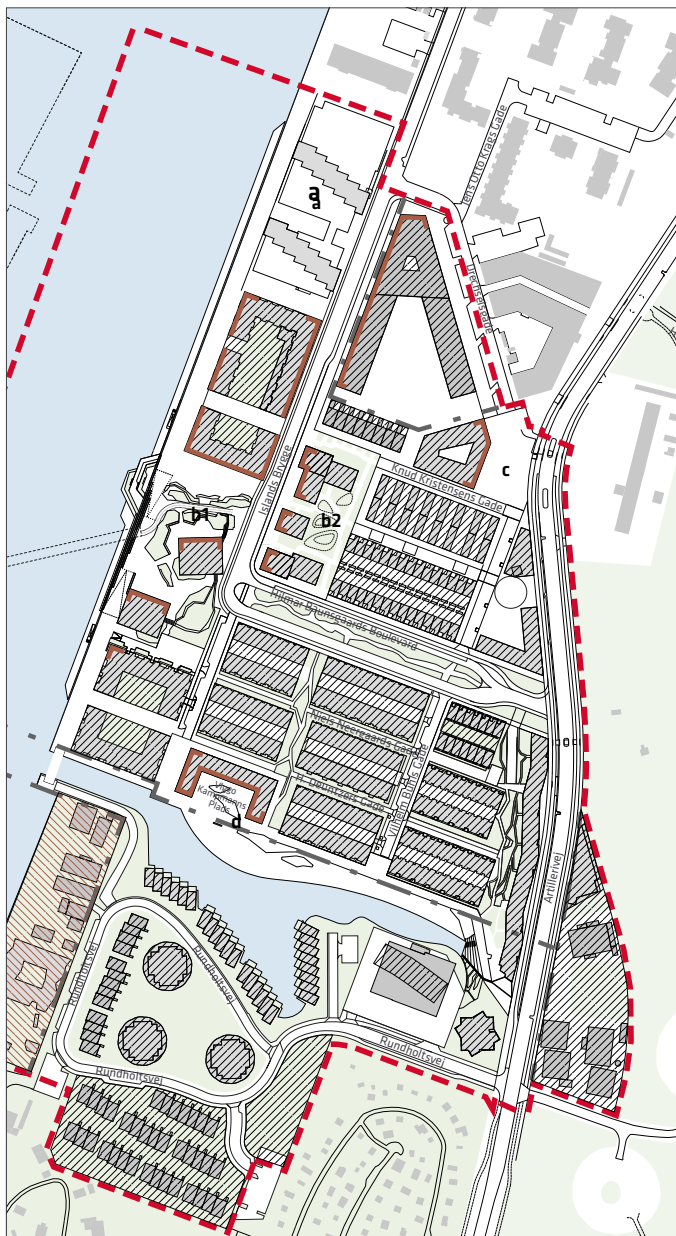 Jens Otto Krags Gade
a
a
Drechselsgade
Islands Brygge
Knud Kristensens Gade
c
b1
b2
Hilmar Baunsgaards Boulevard
Niels Neergaards Gade
Vilhelm Buhls Gade
H. Deuntzers Gade
Viggo
Kampmanns
Plads
d
Artillerivej
Rundholtsvej
Rundholtsvej
Rundholtsvej
Rundholtsvej